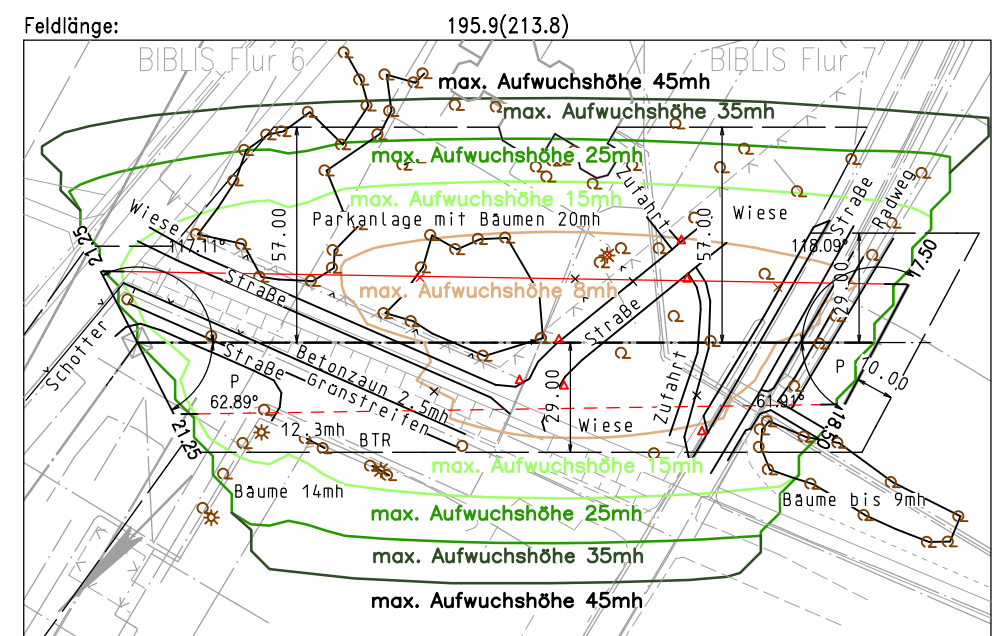 Feldlänge: 195.9(213.8)
BIBLIS Flur 6
BIBLIS Flur 7
max. Aufwuchshöhe 45mh
max. Aufwuchshöhe 35mh
max. Aufwuchshöhe 25mh
max. Aufwuchshöhe 15mh
Zufahrt
Straße
Radweg
Wiese
Parkanlage mit Bäumen 20mh
Wiese
57.00
57.00
21.25
117.11°
118.09°
17.50
Straße
max. Aufwuchshöhe 8mh
29.00
Straße
Schotter
Betonzaun 2.5mh
Straße-Grünstreifen
P
P
10.00
62.89°
61.91°
29.00
Zufahrt
21.25
12.3mh
BTR
Wiese
18.50
max. Aufwuchshöhe 15mh
Bäume 14mh
Bäume bis 9mh
max. Aufwuchshöhe 25mh
max. Aufwuchshöhe 35mh
max. Aufwuchshöhe 45mh